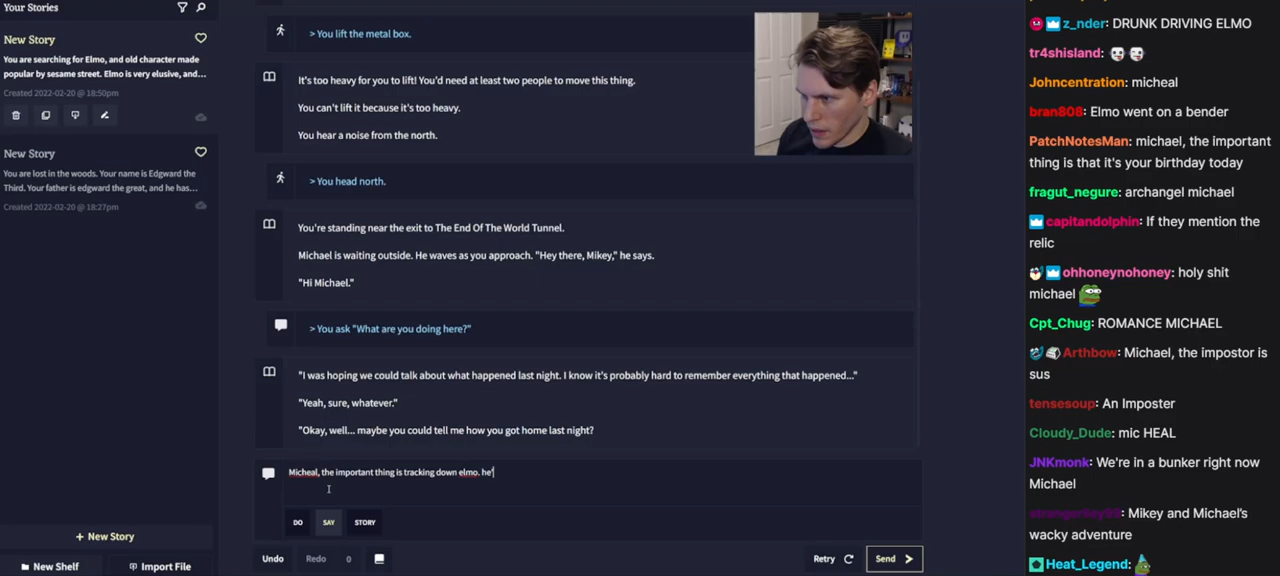 Your Stories
New Story
You are searching for Elmo, and old character made
popular by sesame street. Elmo is very elusive, and...
Created 2022-02-20 @ 18:50pm
New Story
You are lost in the woods. Your name is Edgward the
Third. Your father is edgward the great, and he has...
Created 2022-02-20 @ 18:27pm
+ New Story
New Shelf
Import File
> You lift the metal box.
It's too heavy for you to lift! You'd need at least two people to move this thing.
You can't lift it because it's too heavy.
You hear a noise from the north.
> You head north.
You're standing near the exit to The End Of The World Tunnel.
Michael is waiting outside. He waves as you approach. "Hey there, Mikey," he says.
"Hi Michael."
> You ask "What are you doing here?"
"I was hoping we could talk about what happened last night. I know it's probably hard to remember everything that happened..."
"Yeah, sure, whatever."
"Okay, well... maybe you could tell me how you got home last night?
Micheal, the important thing is tracking down elmo. he'
DO
SAY
STORY
Undo
Redo
0
Retry
Send
z_nder: DRUNK DRIVING ELMO
tr4shisland:
Johncentration: micheal
bran808: Elmo went on a bender
PatchNotesMan: michael, the important
thing is that it's your birthday today
fragut_negure: archangel michael
capitandolphin: If they mention the
relic
ohhoneynohoney: holy shit
michael
Cpt_Chug: ROMANCE MICHAEL
Arthbow: Michael, the impostor is
sus
tensesoup: An Imposter
Cloudy_Dude: mic HEAL
JNKmonk: We're in a bunker right now
Michael
Mikey and Michael's
wacky adventure
Heat_Legend: